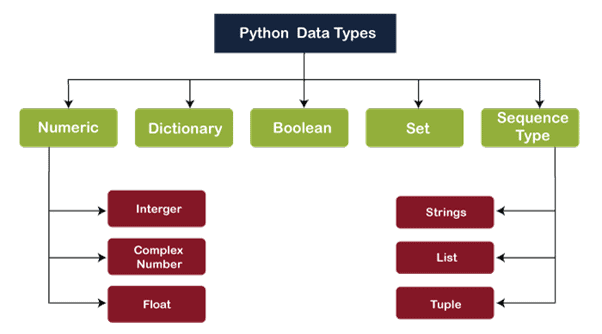 Python Data Types
Numeric
Dictionary
Boolean
Set
Sequence
Type
Interger
Complex
Number
Float
Strings
List
Tuple